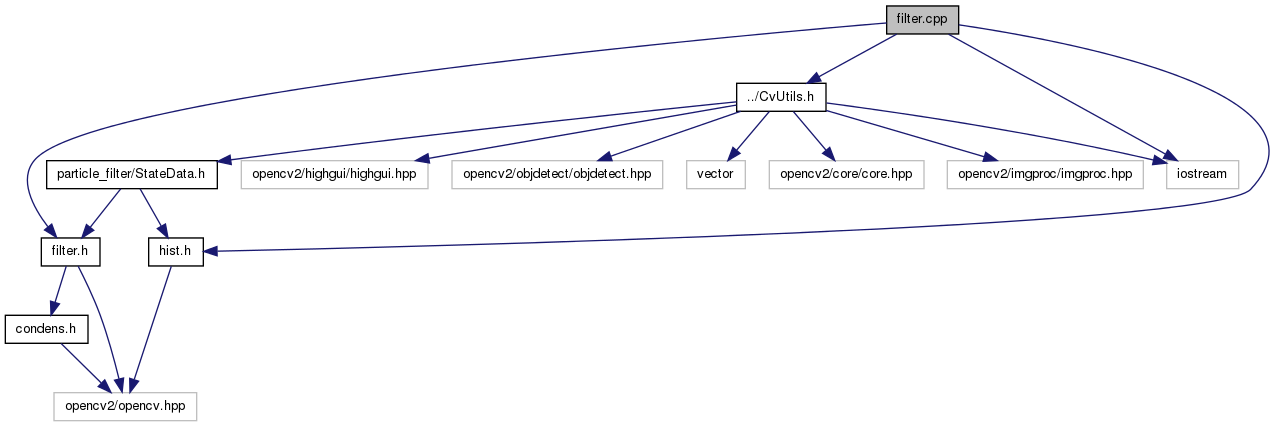 filter.cpp
../CvUtils.h
particle_filter/StateData.h
opencv2/highgui/highgui.hpp
opencv2/objdetect/objdetect.hpp
vector
opencv2/core/core.hpp
opencv2/imgproc/imgproc.hpp
iostream
filter.h
hist.h
condens.h
opencv2/opencv.hpp